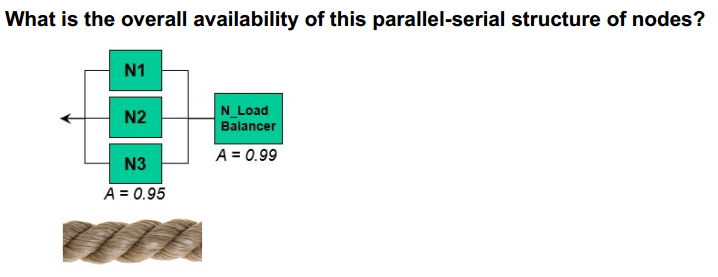 What is the overall availability of this parallel-serial structure of nodes?
N1
N2
N_Load
Balancer
N3
A = 0.99
A = 0.95